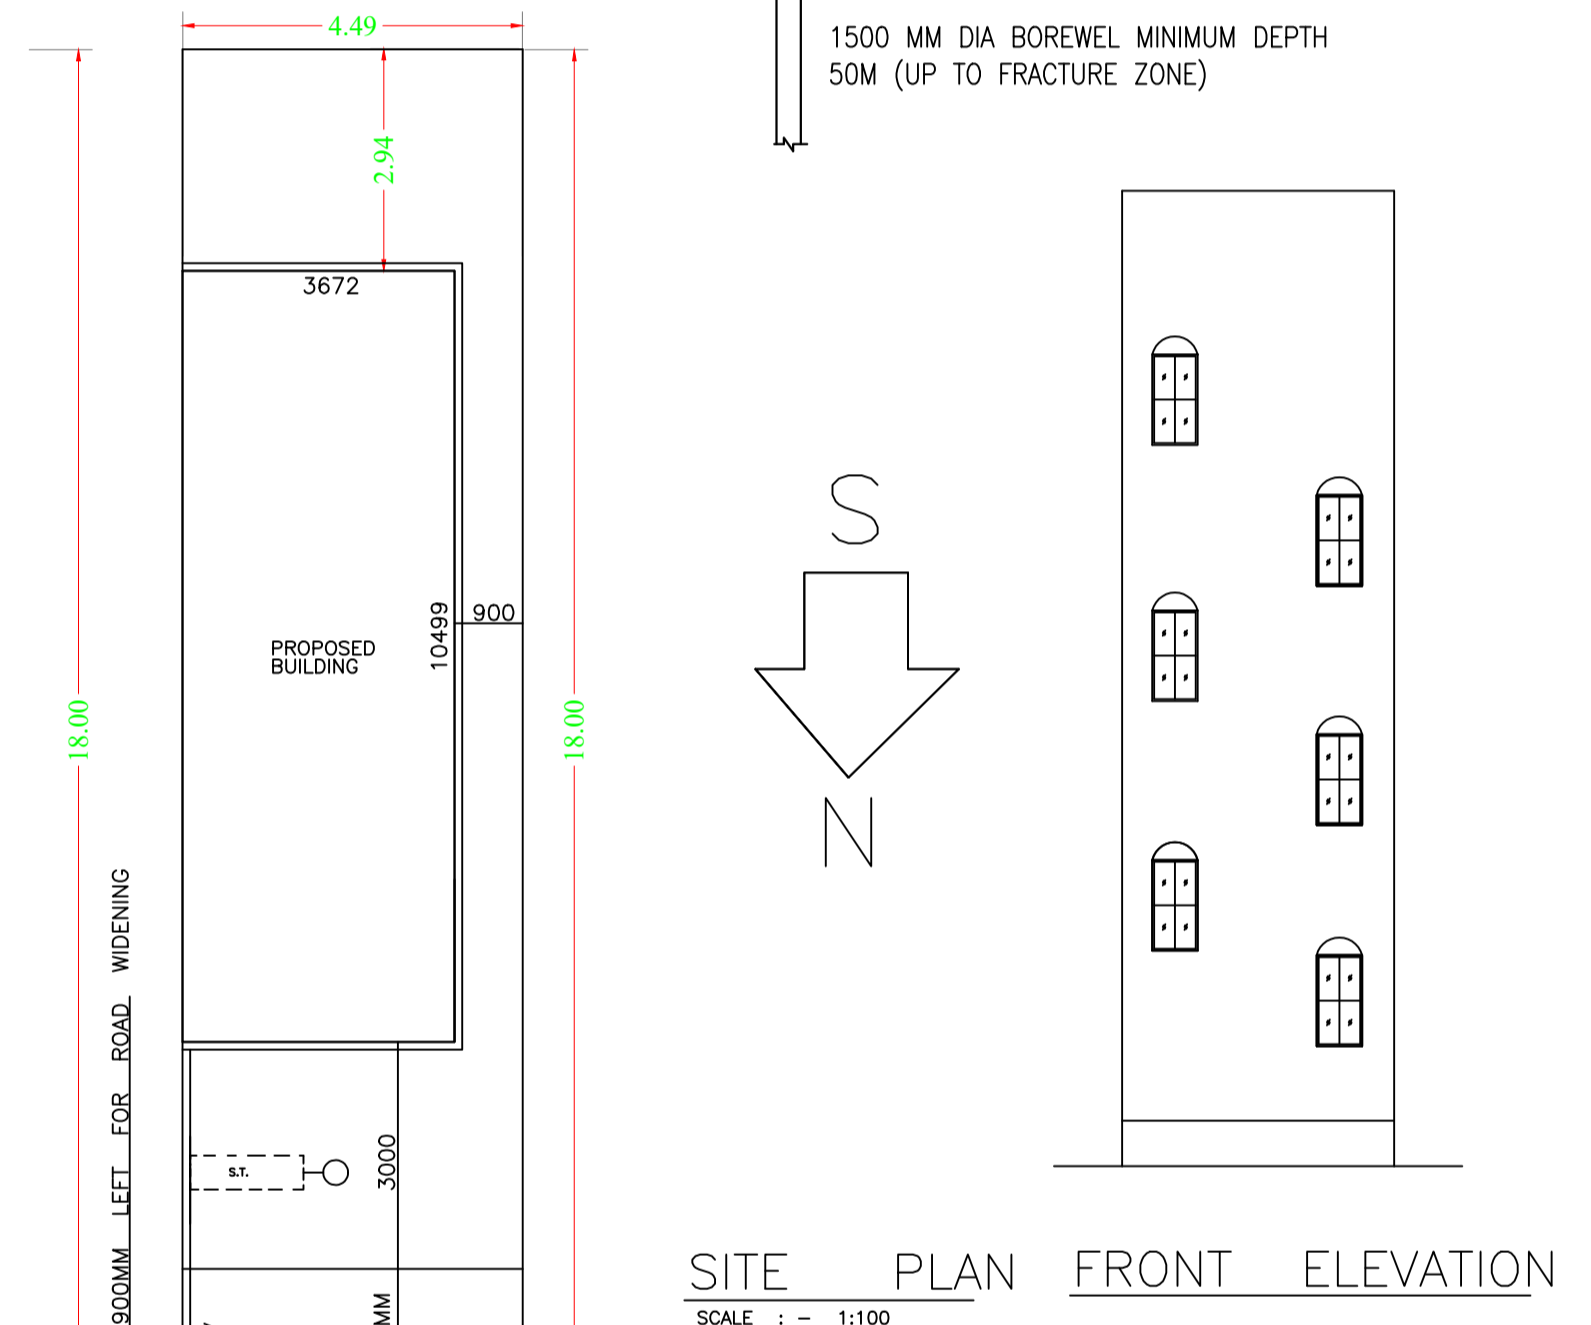 4.49
1500 MM DIA BOREWEL MINIMUM DEPTH
50M (UP TO FRACTURE ZONE)
2.94
3672
S
10499
900
PROPOSED
BUILDING
18.00
18.00
N
900MM LEFT FOR ROAD WIDENING
3000
S.T.
MM
SITE PLAN
SCALE : - 1:100
FRONT ELEVATION